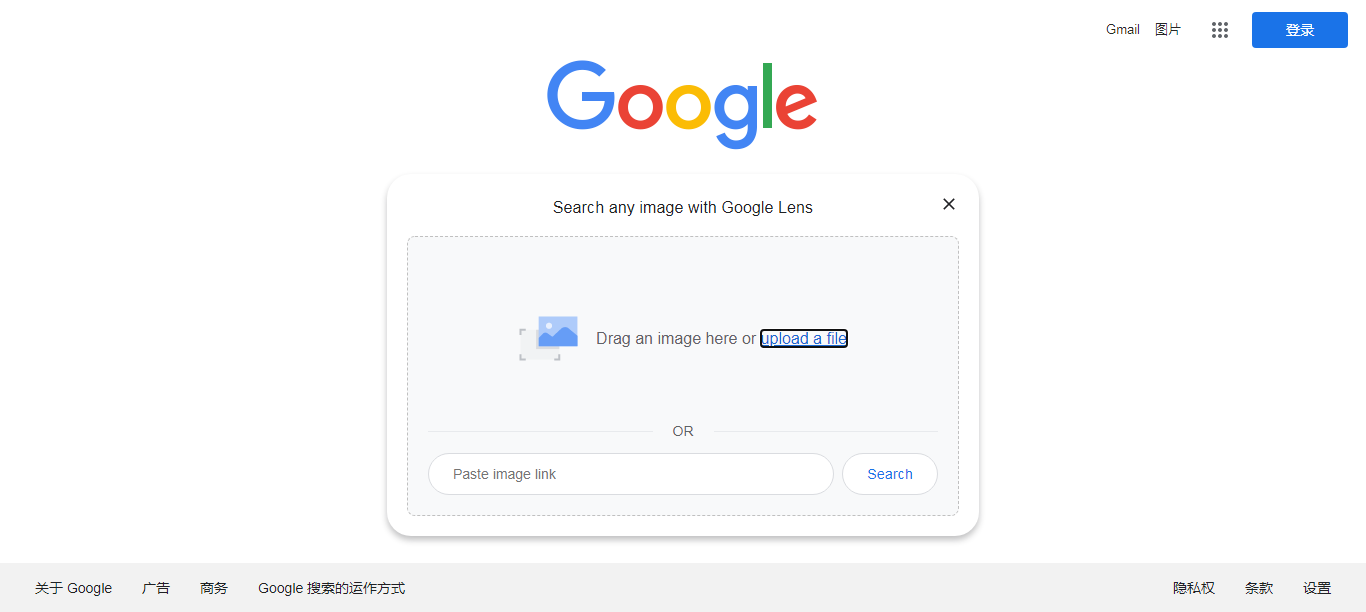 Gmail 图片 登录
Google
Search any image with Google Lens
Drag an image here or upload a file
OR
Paste image link Search
关于 Google 广告 商务 Google 搜索的运作方式 隐私权 条款 设置